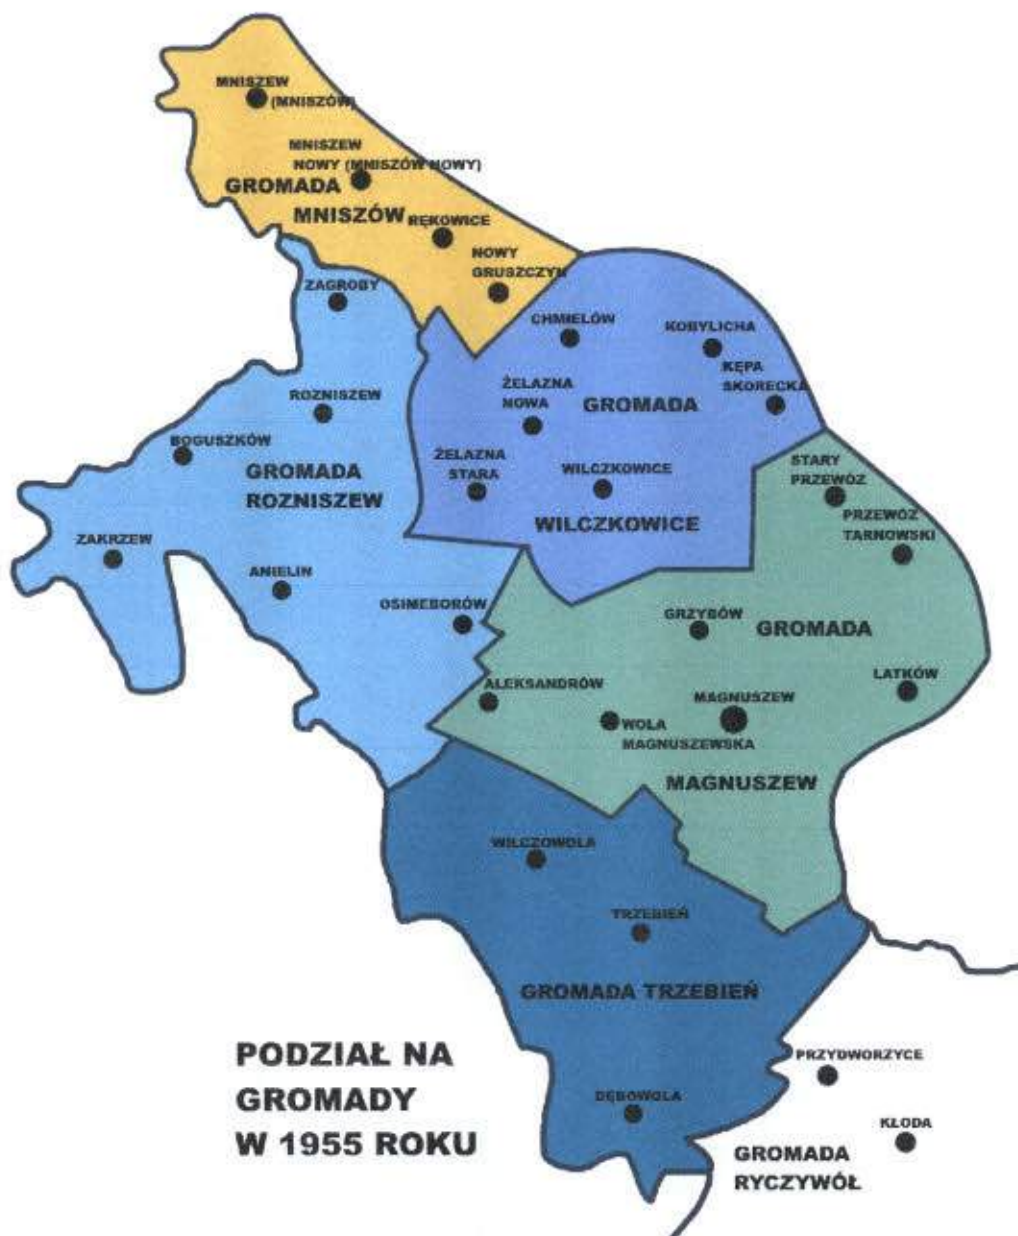 MNISZEW
(MNISZÓW)
MNISZEW
NOWY (MNISZÓW NOWY)
GROMADA
MNISZÓW
RĘKOWICE
NOWY
GRUSZCZYN
ZAGROBY
CHMIELÓW
KOBYLICHA
KĘPA
SKORECKA
ŻELAZNA
NOWA
GROMADA
ROZNISZEW
BOGUSZKÓW
GROMADA
ROZNISZEW
ŻELAZNA
STARA
WILCZKOWICE
WILCZKOWICE
STARY
PRZEWÓZ
PRZEWÓZ
TARNOWSKI
ZAKRZEW
ANIELIN
OSIMEBORÓW
GRZYBÓW
GROMADA
ALEKSANDRÓW
MAGNUSZEW
LATKÓW
WOLA
MAGNUSZEWSKA
MAGNUSZEW
WILCZOWOLA
TRZEBIEŃ
GROMADA TRZEBIEŃ
PODZIAŁ NA
GROMADY
W 1955 ROKU
PRZYDWORZYCE
DĘBOWOLA
KŁODA
GROMADA
RYCZYWÓŁ